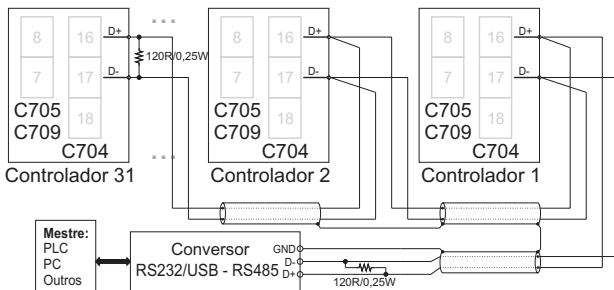 ...
8 16 D+
120R/0,25W
7 17 D-
C705
C709
18
C704
Controlador 31
...
8 16 D+
7 17 D-
C705
C709
18
C704
Controlador 2
8 16 D+
7 17 D-
C705
C709
18
C704
Controlador 1
Mestre:
PLC
PC
Outros
Conversor
RS232/USB - RS485
GND
D-
D+
120R/0,25W